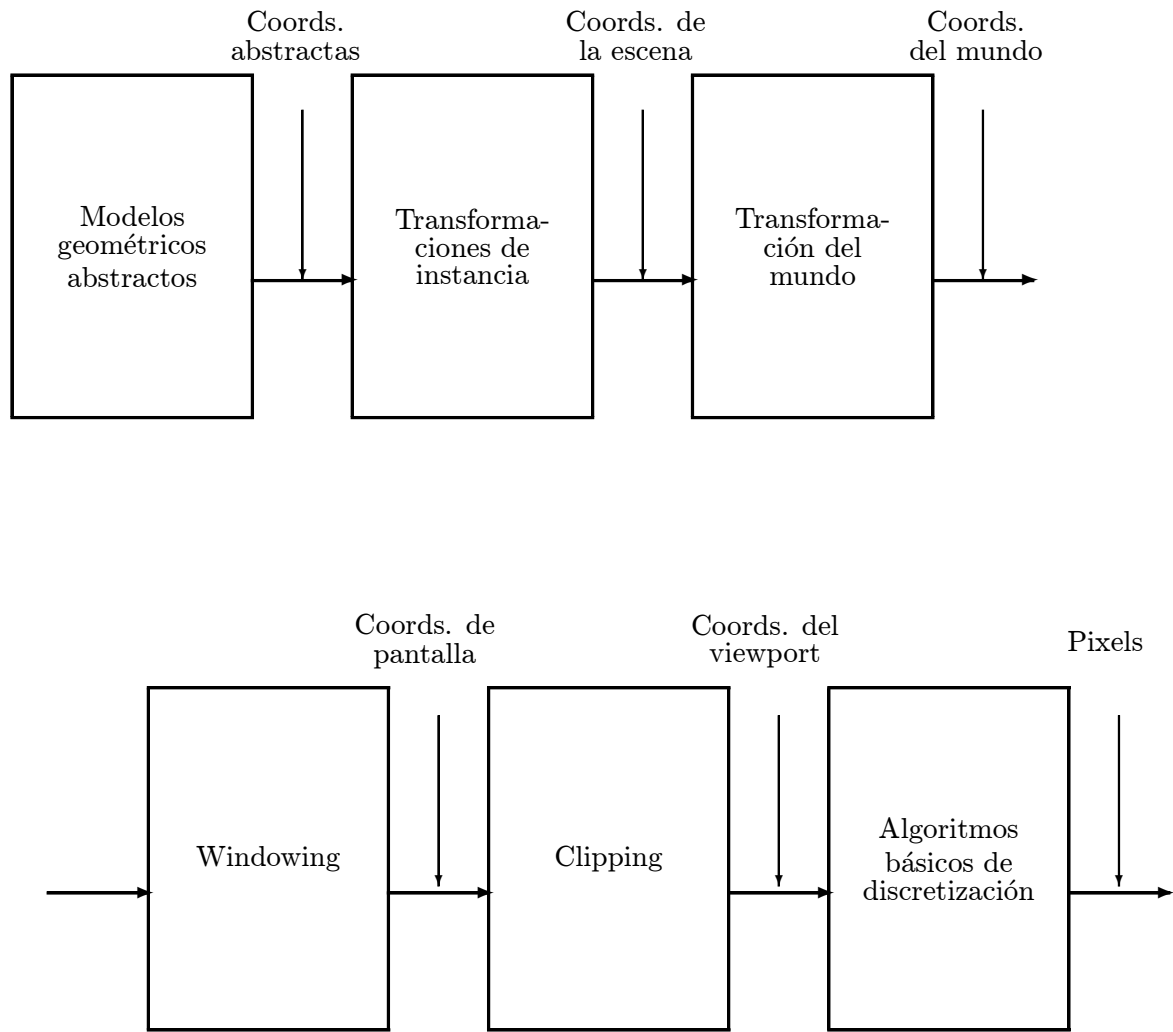 Coords.
abstractas
Coords. de
la escena
Coords.
del mundo
Modelos
geométricos
abstractos
Transforma-
ciones de
instancia
Transforma-
ción del
mundo
Coords. de
pantalla
Coords. del
viewport
Pixels
Windowing
Clipping
Algoritmos
básicos de
discretización